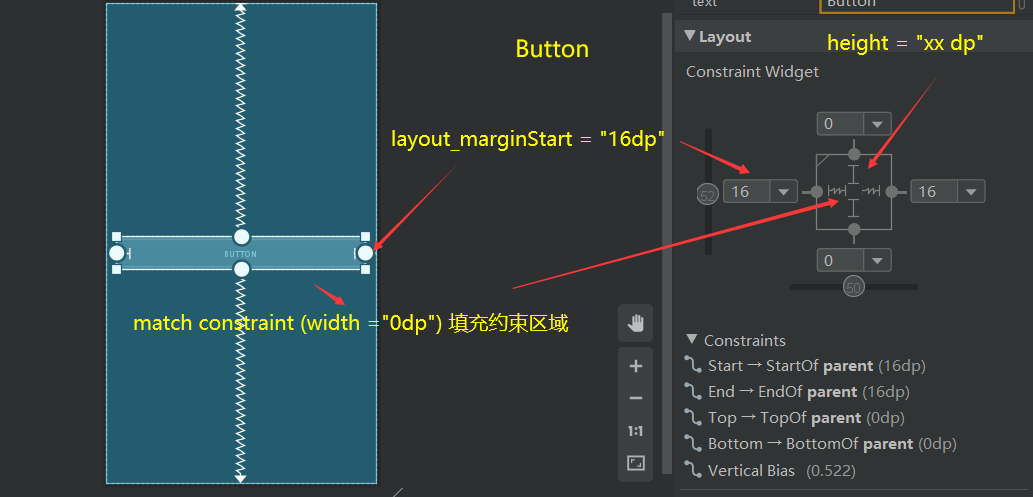 text
Button
Button
Layout
height = "xx dp"
Constraint Widget
0
layout_marginStart = "16dp"
52
16
16
BUTTON
0
50
match constraint (width ="0dp") 填充约束区域
Constraints
Start → StartOf parent (16dp)
End → EndOf parent (16dp)
Top → TopOf parent (0dp)
Bottom → BottomOf parent (0dp)
Vertical Bias (0.522)
1:1